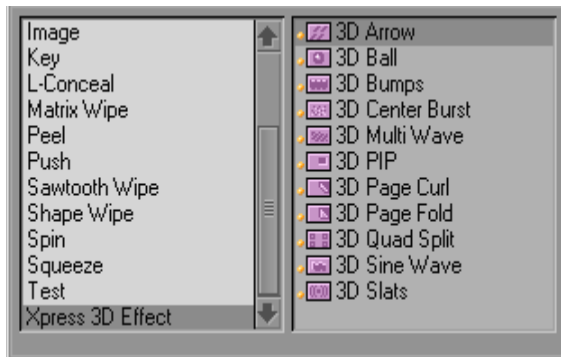 Image
Key
L-Conceal
Matrix Wipe
Peel
Push
Sawtooth Wipe
Shape Wipe
Spin
Squeeze
Test
Xpress 3D Effect
3D Arrow
3D Ball
3D Bumps
3D Center Burst
3D Multi Wave
3D PIP
3D Page Curl
3D Page Fold
3D Quad Split
3D Sine Wave
3D Slats